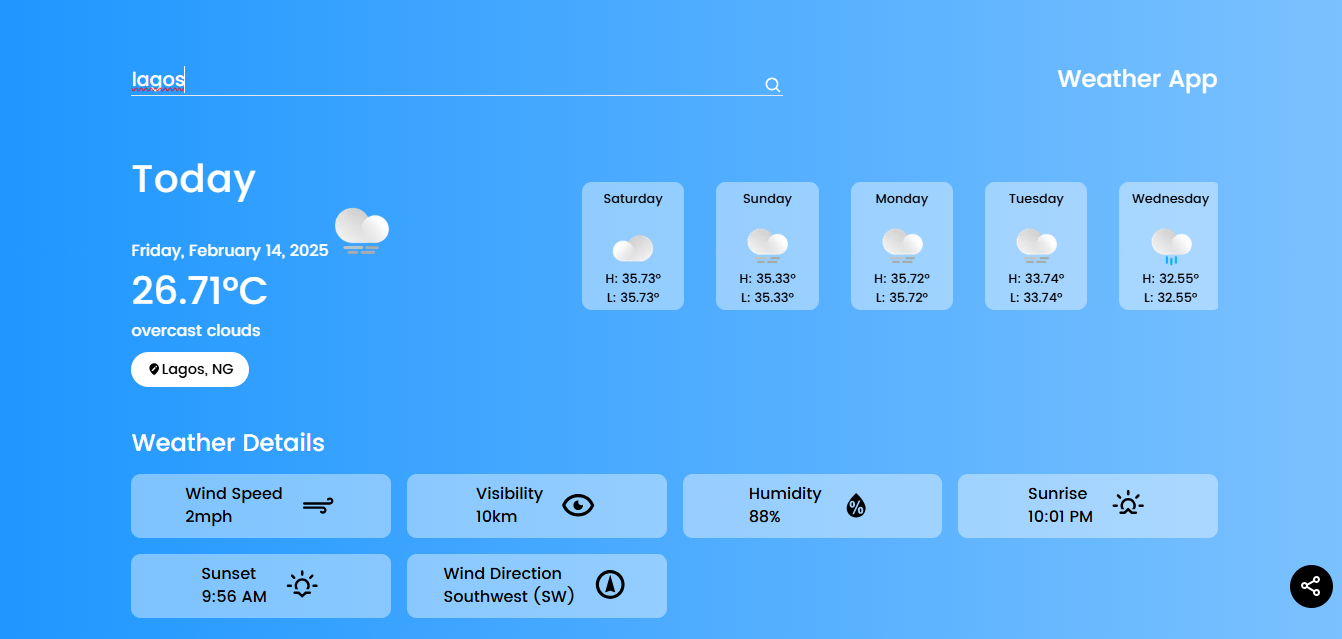 lagos
Weather App
Today
Friday, February 14, 2025
26.71°C
overcast clouds
Lagos, NG
Saturday
H: 35.73°
L: 35.73°
Sunday
H: 35.33°
L: 35.33°
Monday
H: 35.72°
L: 35.72°
Tuesday
H: 33.74°
L: 33.74°
Wednesday
H: 32.55°
L: 32.55°
Weather Details
Wind Speed
2mph
Visibility
10km
Humidity
88%
Sunrise
10:01 PM
Sunset
9:56 AM
Wind Direction
Southwest (SW)